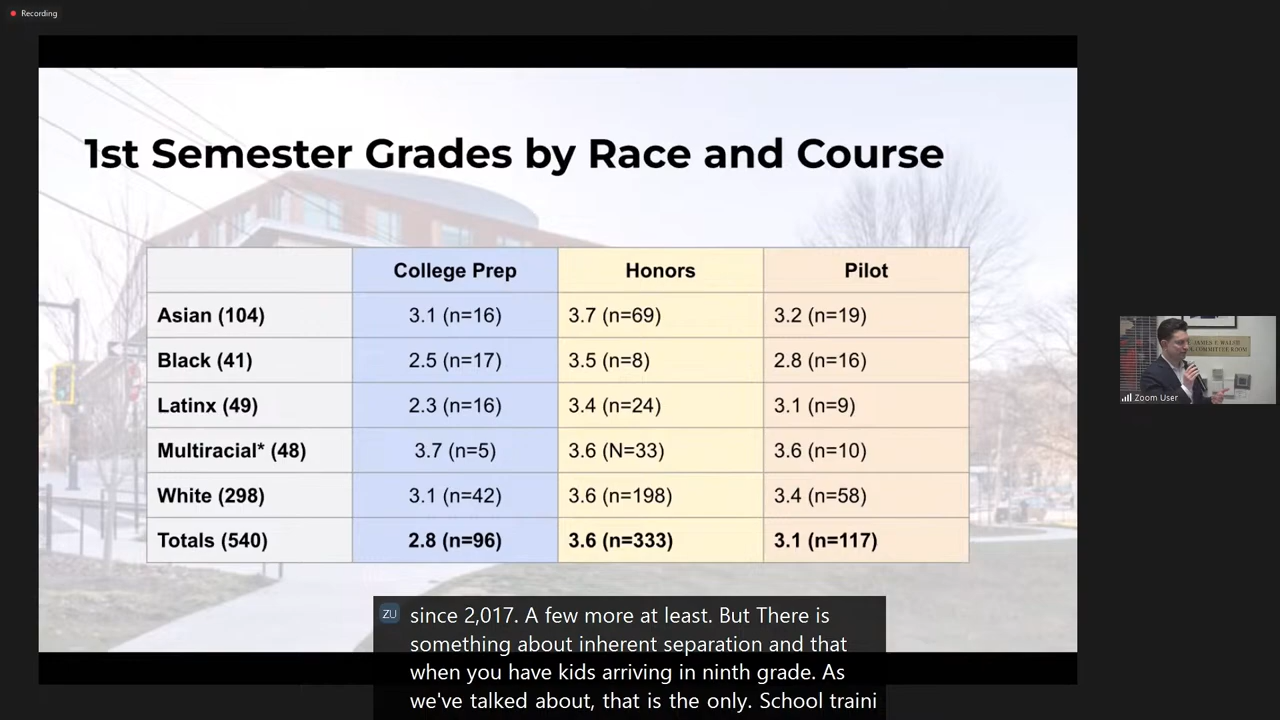 Recording
1st Semester Grades by Race and Course
College Prep Honors Pilot
Asian (104) 3.1 (n=16) 3.7 (n=69) 3.2 (n=19)
Black (41) 2.5 (n=17) 3.5 (n=8) 2.8 (n=16)
Latinx (49) 2.3 (n=16) 3.4 (n=24) 3.1 (n=9)
Multiracial* (48) 3.7 (n=5) 3.6 (N=33) 3.6 (n=10)
White (298) 3.1 (n=42) 3.6 (n=198) 3.4 (n=58)
Totals (540) 2.8 (n=96) 3.6 (n=333) 3.1 (n=117)
JAMES F. WALSH
COMMITTEE ROOM
Zoom User
ZU since 2,017. A few more at least. But There is
something about inherent separation and that
when you have kids arriving in ninth grade. As
we've talked about, that is the only. School traini